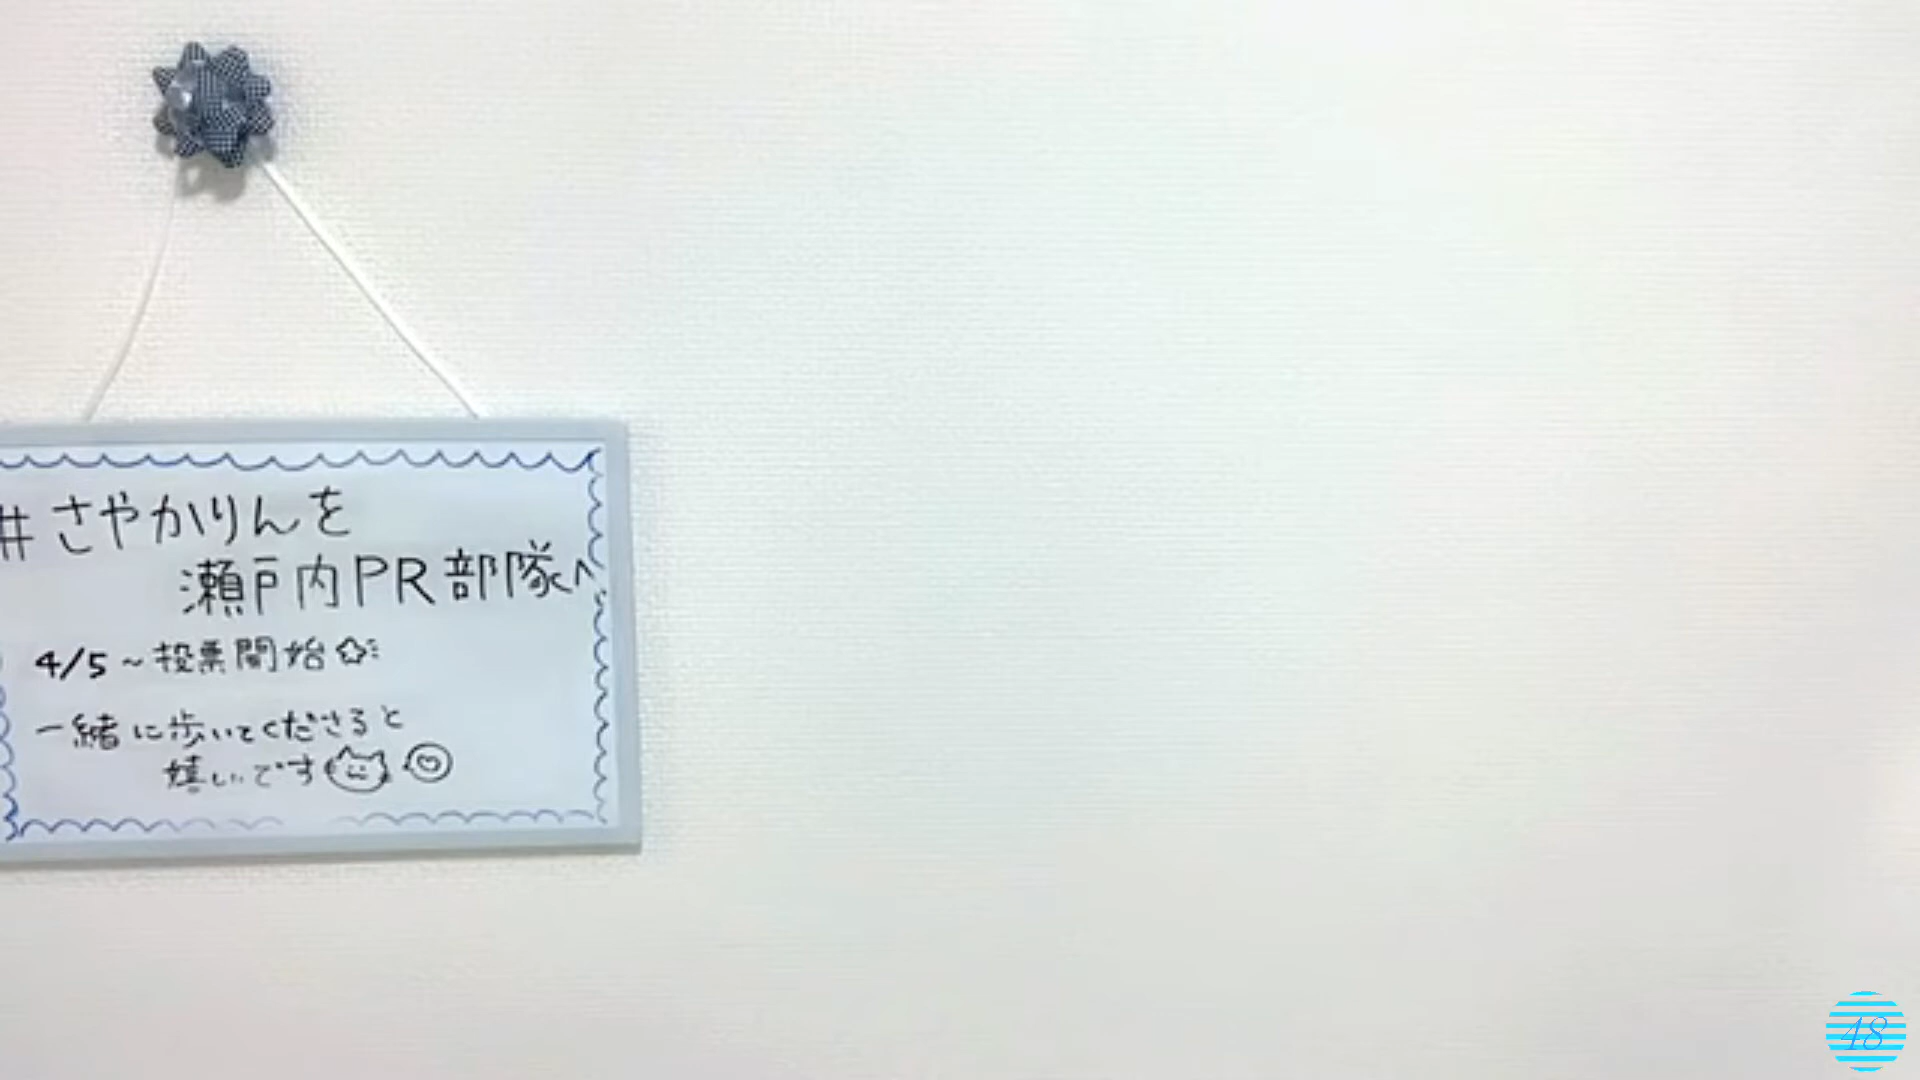 #さやかりんを
瀬戸内PR部隊へ
4/5~投票開始☆
一緒に歩いてくださると
嬉しいです
48